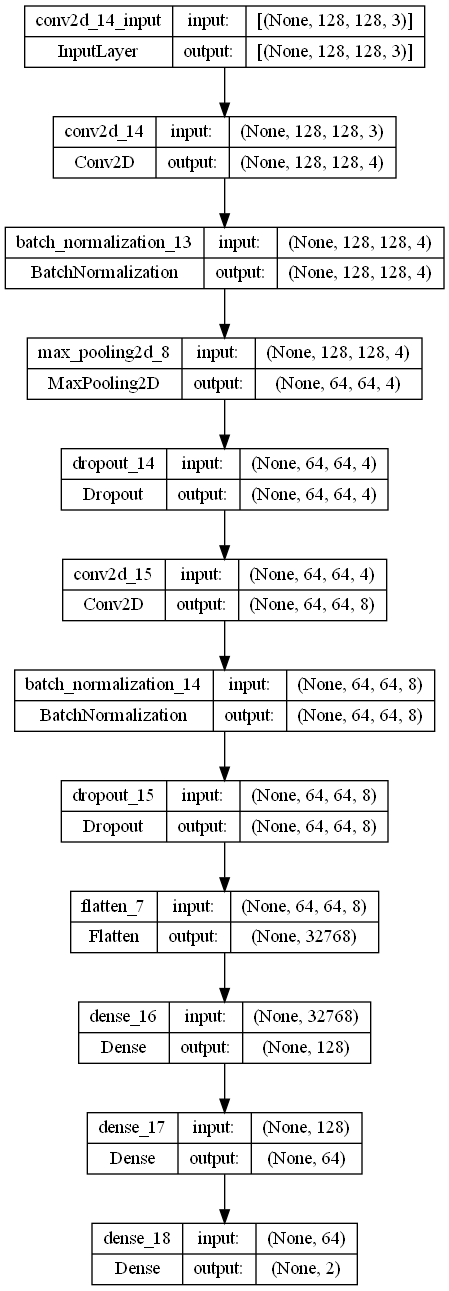 conv2d_14_input input: [(None, 128, 128, 3)]
InputLayer output: [(None, 128, 128, 3)]
conv2d_14 input: (None, 128, 128, 3)
Conv2D output: (None, 128, 128, 4)
batch_normalization_13 input: (None, 128, 128, 4)
BatchNormalization output: (None, 128, 128, 4)
max_pooling2d_8 input: (None, 128, 128, 4)
MaxPooling2D output: (None, 64, 64, 4)
dropout_14 input: (None, 64, 64, 4)
Dropout output: (None, 64, 64, 4)
conv2d_15 input: (None, 64, 64, 4)
Conv2D output: (None, 64, 64, 8)
batch_normalization_14 input: (None, 64, 64, 8)
BatchNormalization output: (None, 64, 64, 8)
dropout_15 input: (None, 64, 64, 8)
Dropout output: (None, 64, 64, 8)
flatten_7 input: (None, 64, 64, 8)
Flatten output: (None, 32768)
dense_16 input: (None, 32768)
Dense output: (None, 128)
dense_17 input: (None, 128)
Dense output: (None, 64)
dense_18 input: (None, 64)
Dense output: (None, 2)